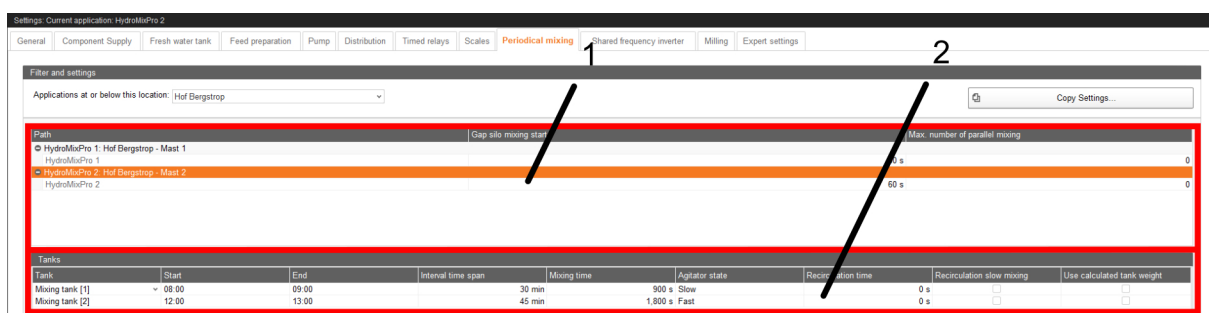 Settings: Current application: HydroMixPro 2
General Component Supply Fresh water tank Feed preparation Pump Distribution Timed relays Scales Periodical mixing Shared frequency inverter Milling Expert settings
1 2
Filter and settings
Applications at or below this location: Hof Bergstrop Copy Settings...
Path Gap silo mixing start Max. number of parallel mixing
HydroMixPro 1: Hof Bergstrop - Mast 1
HydroMixPro 1 0 s 0
HydroMixPro 2: Hof Bergstrop - Mast 2
HydroMixPro 2 60 s 0
Tanks
Tank Start End Interval time span Mixing time Agitator state Recirculation time Recirculation slow mixing Use calculated tank weight
Mixing tank [1] 08:00 09:00 30 min 900 s Slow 0 s
Mixing tank [2] 12:00 13:00 45 min 1,800 s Fast 0 s